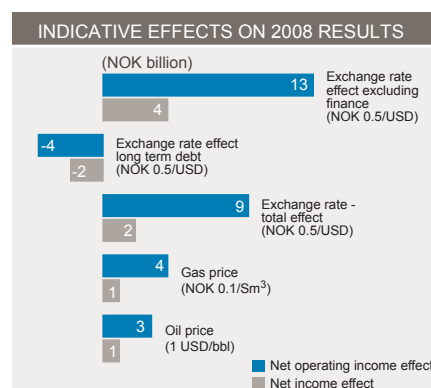 INDICATIVE EFFECTS ON 2008 RESULTS
(NOK billion)
13
4
Exchange rate
effect excluding
finance
(NOK 0.5/USD)
-4
-2
Exchange rate effect
long term debt
(NOK 0.5/USD)
9
2
Exchange rate -
total effect
(NOK 0.5/USD)
4
1
Gas price
(NOK 0.1/Sm³)
3
1
Oil price
(1 USD/bbl)
Net operating income effect
Net income effect